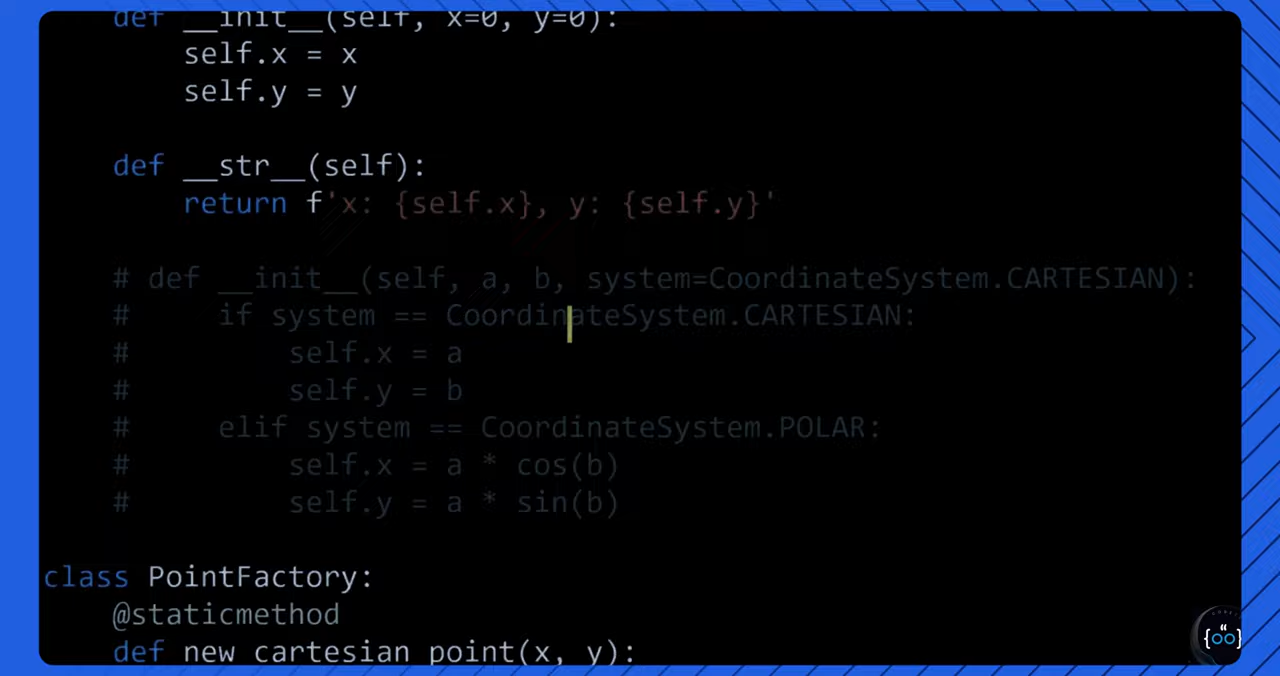 def __init__(self, x=0, y=0):
        self.x = x
        self.y = y

    def __str__(self):
        return f'x: {self.x}, y: {self.y}'

    # def __init__(self, a, b, system=CoordinateSystem.CARTESIAN):
    #     if system == CoordinateSystem.CARTESIAN:
    #         self.x = a
    #         self.y = b
    #     elif system == CoordinateSystem.POLAR:
    #         self.x = a * cos(b)
    #         self.y = a * sin(b)

class PointFactory:
    @staticmethod
    def new_cartesian_point(x, y):